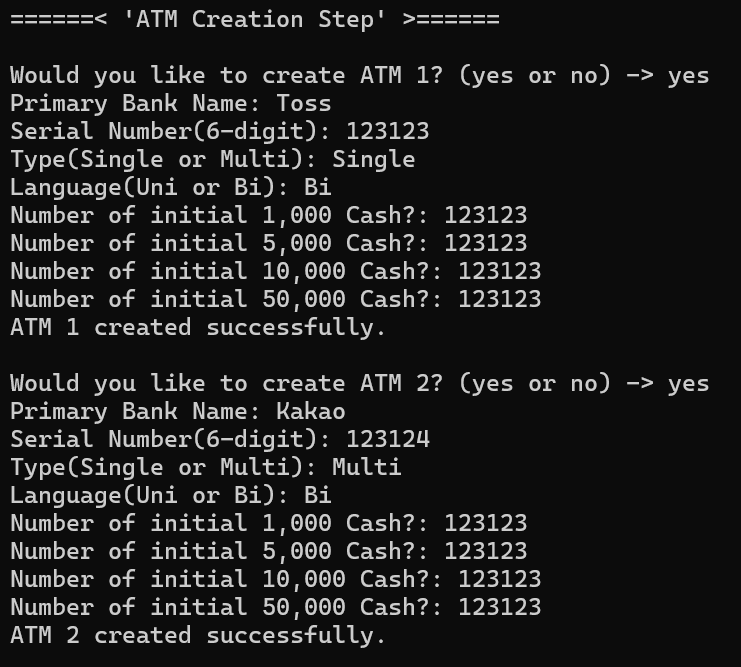 ======< 'ATM Creation Step' >======
Would you like to create ATM 1? (yes or no) -> yes
Primary Bank Name: Toss
Serial Number(6-digit): 123123
Type(Single or Multi): Single
Language(Uni or Bi): Bi
Number of initial 1,000 Cash?: 123123
Number of initial 5,000 Cash?: 123123
Number of initial 10,000 Cash?: 123123
Number of initial 50,000 Cash?: 123123
ATM 1 created successfully.
Would you like to create ATM 2? (yes or no) -> yes
Primary Bank Name: Kakao
Serial Number(6-digit): 123124
Type(Single or Multi): Multi
Language(Uni or Bi): Bi
Number of initial 1,000 Cash?: 123123
Number of initial 5,000 Cash?: 123123
Number of initial 10,000 Cash?: 123123
Number of initial 50,000 Cash?: 123123
ATM 2 created successfully.